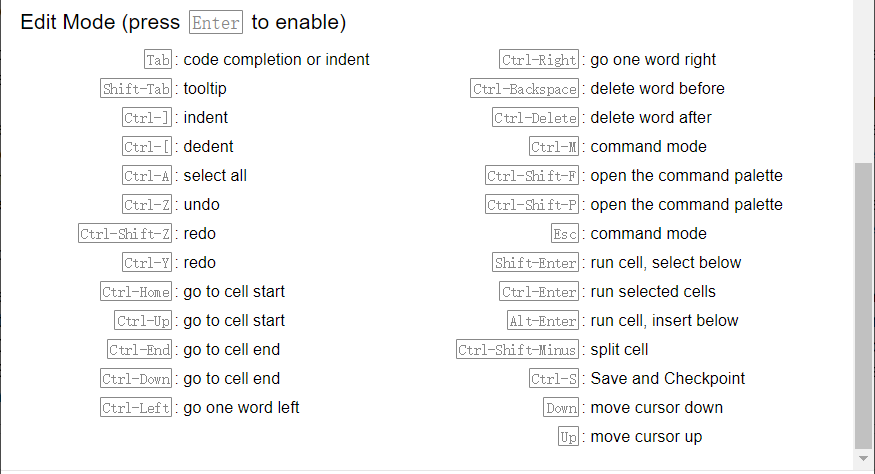 Edit Mode (press Enter to enable)
Tab : code completion or indent
Shift-Tab : tooltip
Ctrl-] : indent
Ctrl-[ : dedent
Ctrl-A : select all
Ctrl-Z : undo
Ctrl-Shift-Z : redo
Ctrl-Y : redo
Ctrl-Home : go to cell start
Ctrl-Up : go to cell start
Ctrl-End : go to cell end
Ctrl-Down : go to cell end
Ctrl-Left : go one word left
Ctrl-Right : go one word right
Ctrl-Backspace : delete word before
Ctrl-Delete : delete word after
Ctrl-M : command mode
Ctrl-Shift-F : open the command palette
Ctrl-Shift-P : open the command palette
Esc : command mode
Shift-Enter : run cell, select below
Ctrl-Enter : run selected cells
Alt-Enter : run cell, insert below
Ctrl-Shift-Minus : split cell
Ctrl-S : Save and Checkpoint
Down : move cursor down
Up : move cursor up